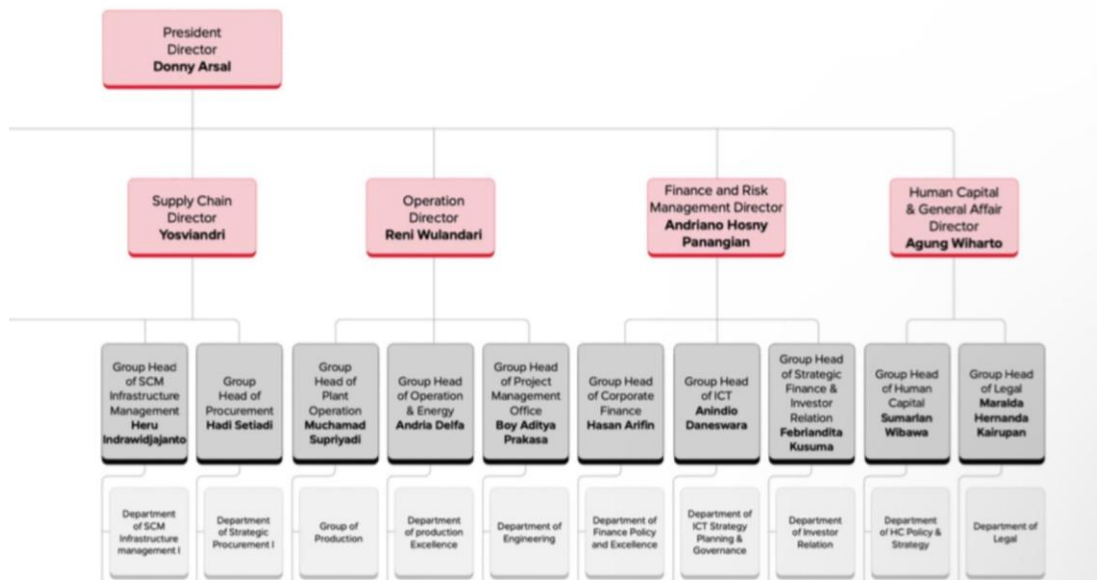 President
Director
Donny Arsal
Supply Chain
Director
Yosviandri
Operation
Director
Reni Wulandari
Finance and Risk
Management Director
Andriano Hosny
Panangian
Human Capital
& General Affair
Director
Agung Wiharto
Group Head
of SCM
Infrastructure
Management
Heru
Indrawidjajanto
Group
Head of
Procurement
Hadi Setiadi
Group
Head of
Plant
Operation
Muchamad
Supriyadi
Group Head
of Operation
& Energy
Andria Delfa
Group Head
of Project
Management
Office
Boy Aditya
Prakasa
Group Head
of Corporate
Finance
Hasan Arifin
Group Head
of ICT
Anindio
Daneswara
Group Head
of Strategic
Finance &
Investor
Relation
Febriandita
Kusuma
Group Head
of Human
Capital
Sumarlan
Wibawa
Group Head
of Legal
Maralda
Hernanda
Kairupan
Department
of SCM
Infrastructure
management I
Department
of Strategic
Procurement I
Group of
Production
Department
of production
Excellence
Department of
Engineering
Department of
Finance Policy
and Excellence
Department of
ICT Strategy
Planning &
Governance
Department
of Investor
Relation
Department
of HC Policy &
Strategy
Department of
Legal